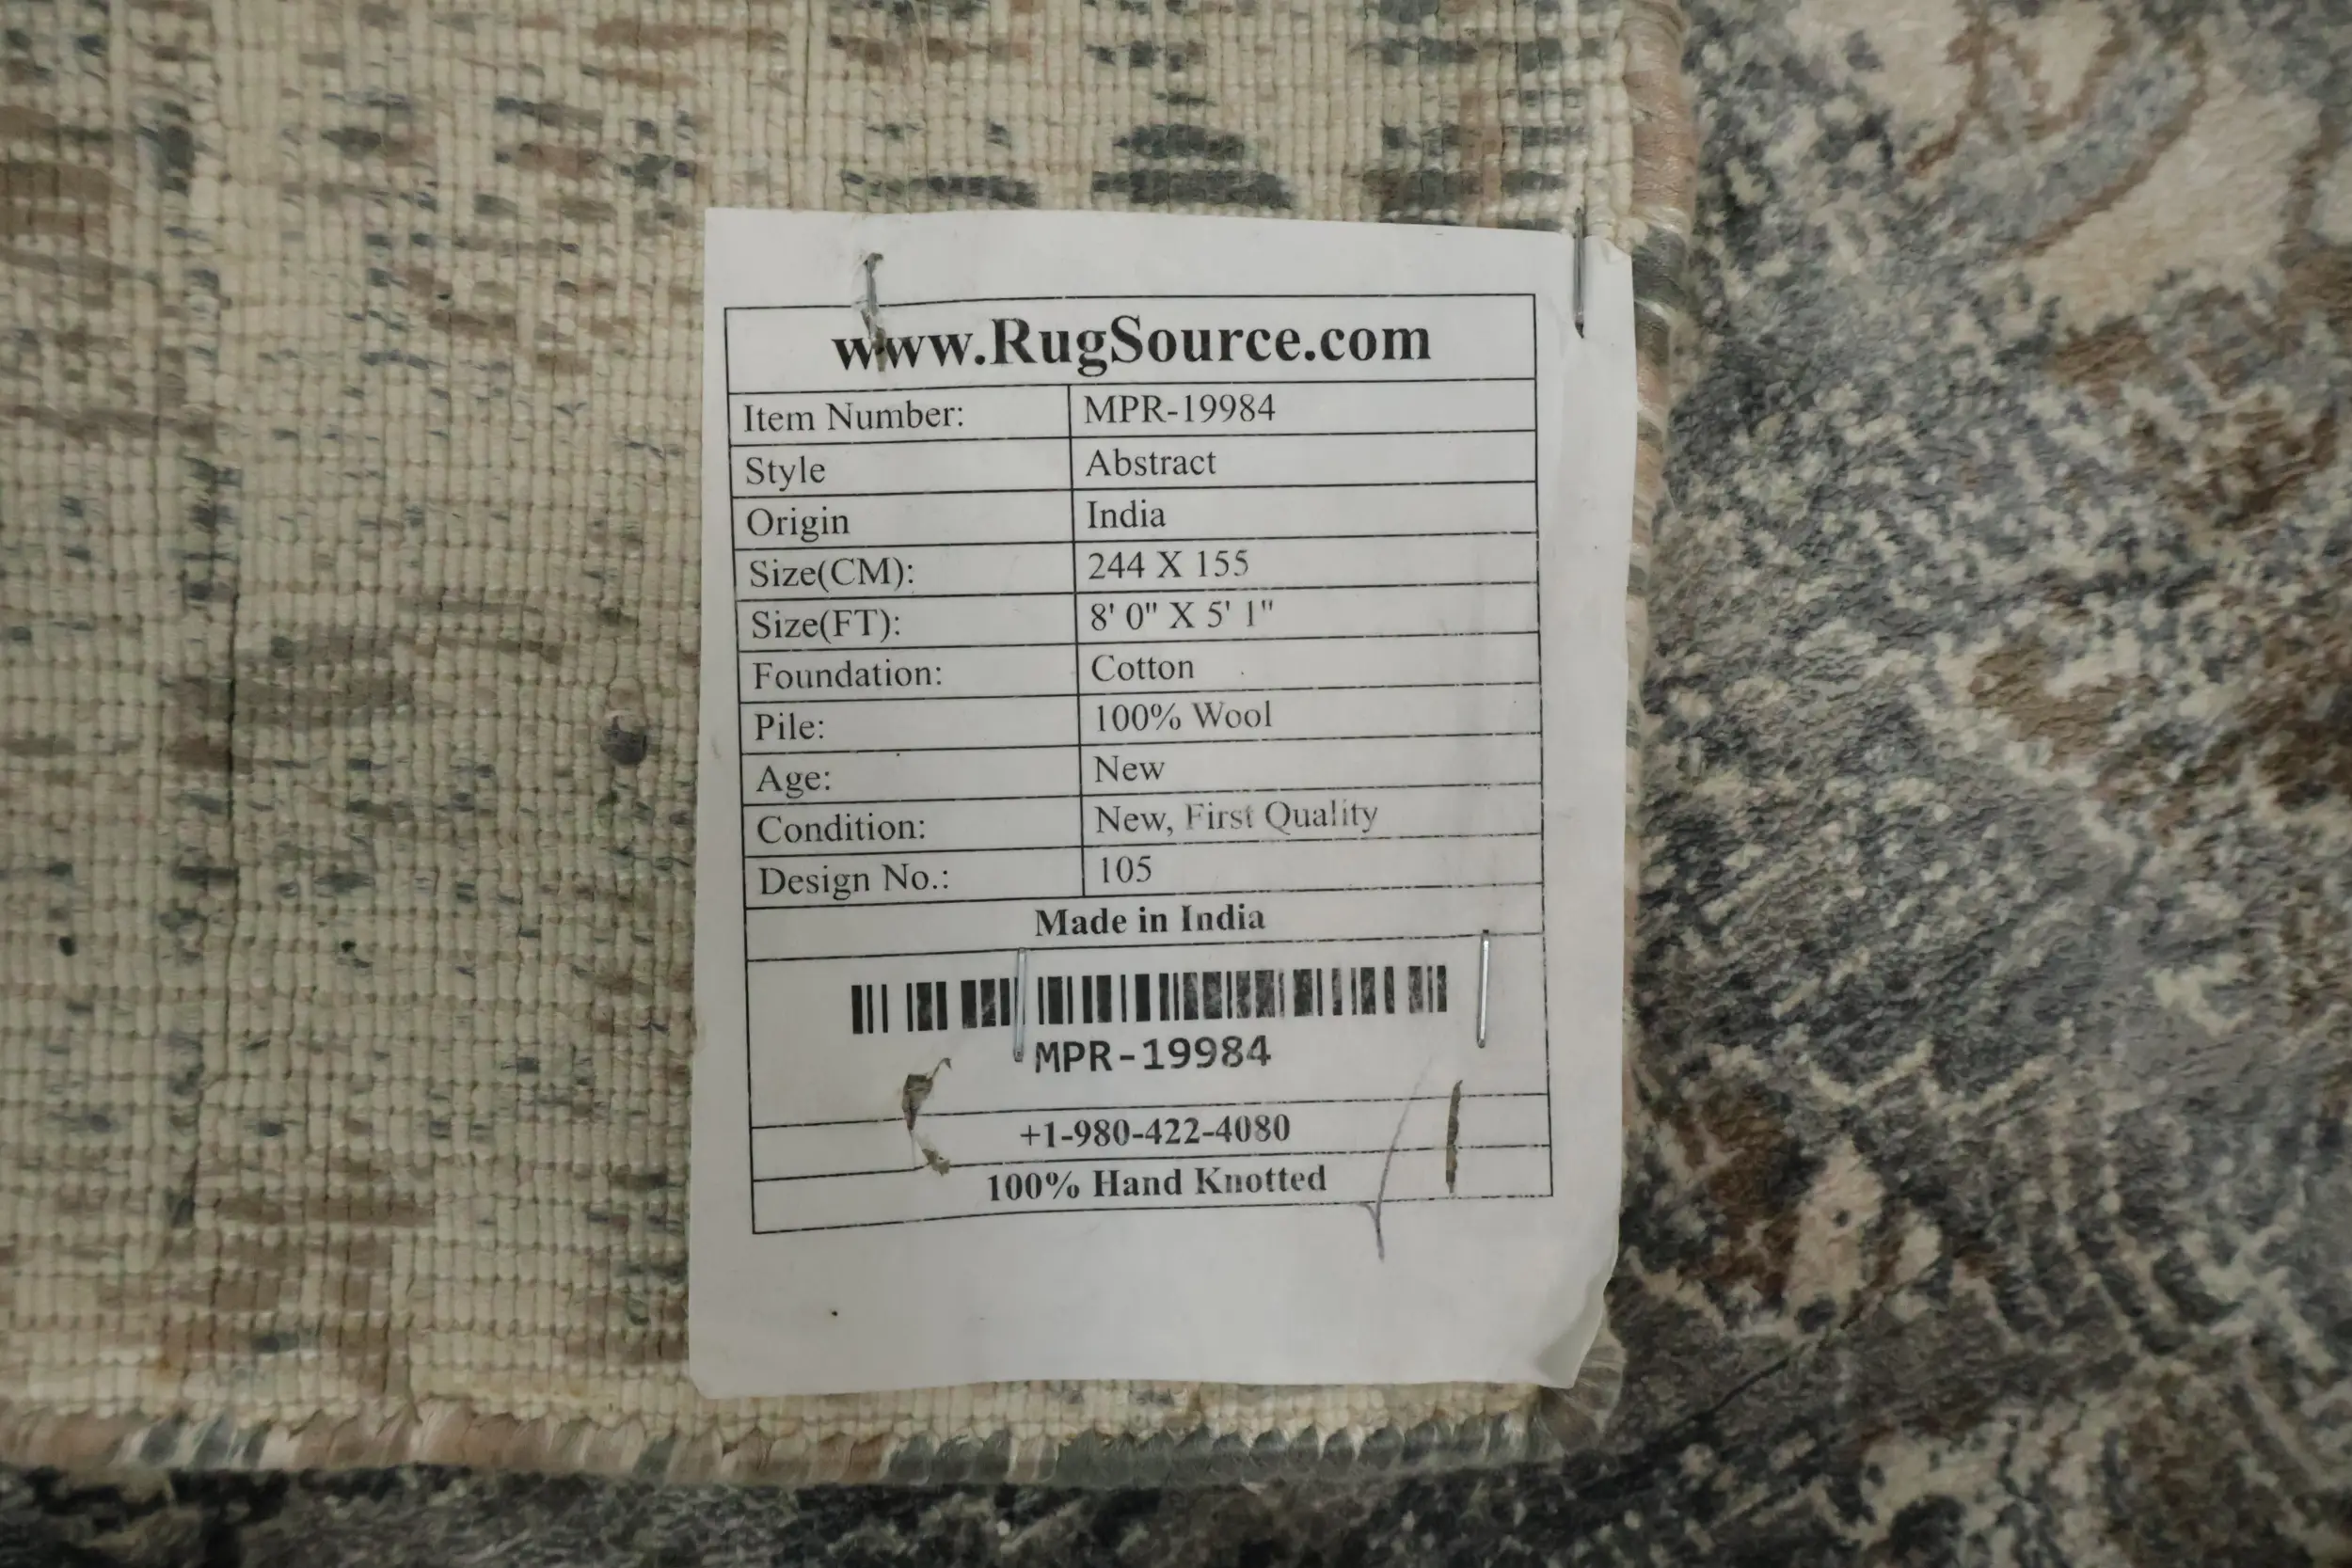 www.RugSource.com
Item Number: MPR-19984
Style Abstract
Origin India
Size(CM): 244 X 155
Size(FT): 8' 0" X 5' 1"
Foundation: Cotton
Pile: 100% Wool
Age: New
Condition: New, First Quality
Design No.: 105
Made in India
MPR-19984
+1-980-422-4080
100% Hand Knotted